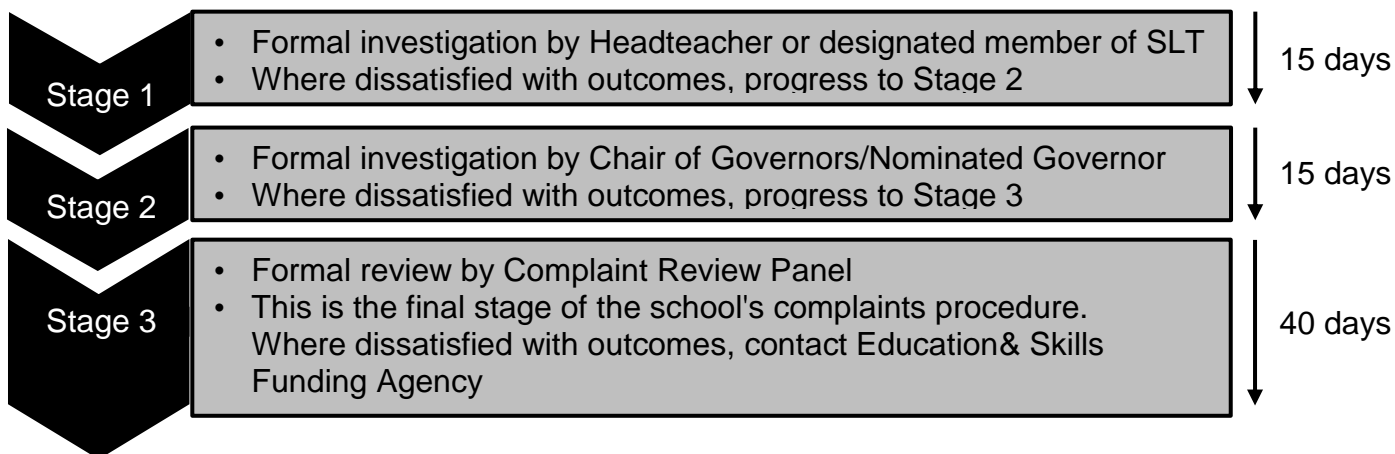 Stage 1
• Formal investigation by Headteacher or designated member of SLT
• Where dissatisfied with outcomes, progress to Stage 2
15 days
Stage 2
• Formal investigation by Chair of Governors/Nominated Governor
• Where dissatisfied with outcomes, progress to Stage 3
15 days
Stage 3
• Formal review by Complaint Review Panel
• This is the final stage of the school's complaints procedure.
Where dissatisfied with outcomes, contact Education& Skills
Funding Agency
40 days